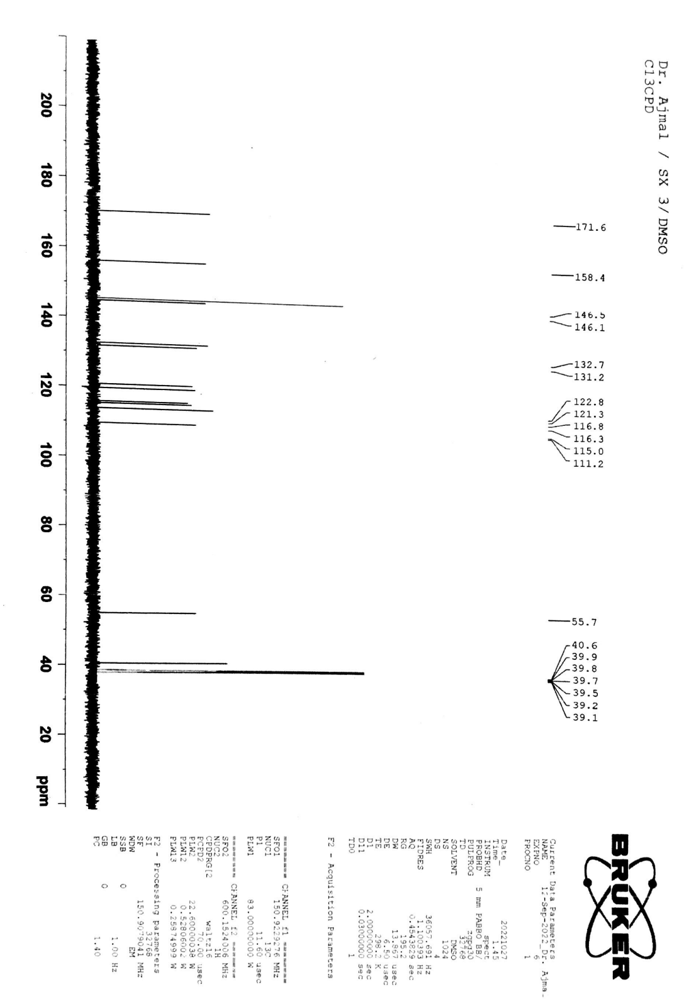 Dr. Ajmal / SX 3/DMSO
C13CPD
171.6
158.4
146.5
146.1
132.7
131.2
122.8
121.3
116.8
116.3
115.0
111.2
55.7
40.6
39.9
39.8
39.7
39.5
39.2
39.1
200 180 160 140 120 100 80 60 40 20 ppm
BRUKER
Current Data Parameters
NAME 12-Sep-2022_Dr. Ajma-
EXPNO 6
PROCNO 1
F2 - Acquisition Parameters
Date_ 20221027
Time_ 1.45
INSTRUM spect
PROBHD 5 mm PABBO BB/
PULPROG zgpg30
TD 32768
SOLVENT DMSO
NS 1024
DS 4
SWH 36057.691 Hz
FIDRES 1.100393 Hz
AQ 0.4543829 sec
RG 195.2
DW 13.867 usec
DE 6.50 usec
TE 298.2 K
D1 2.00000000 sec
D11 0.03000000 sec
TD0 1
======== CHANNEL f1 ========
SFO1 150.9229276 MHz
NUC1 13C
P1 11.60 usec
PLW1 83.00000000 W
======== CHANNEL f2 ========
SFO2 600.1524006 MHz
NUC2 1H
CPDPRG[2 waltz16
PCPD2 70.00 usec
PLW2 22.60000038 W
PLW12 0.52806002 W
PLW13 0.25874999 W
F2 - Processing parameters
SI 32768
SF 150.9079041 MHz
WDW EM
SSB 0
LB 1.00 Hz
GB 0
PC 1.40